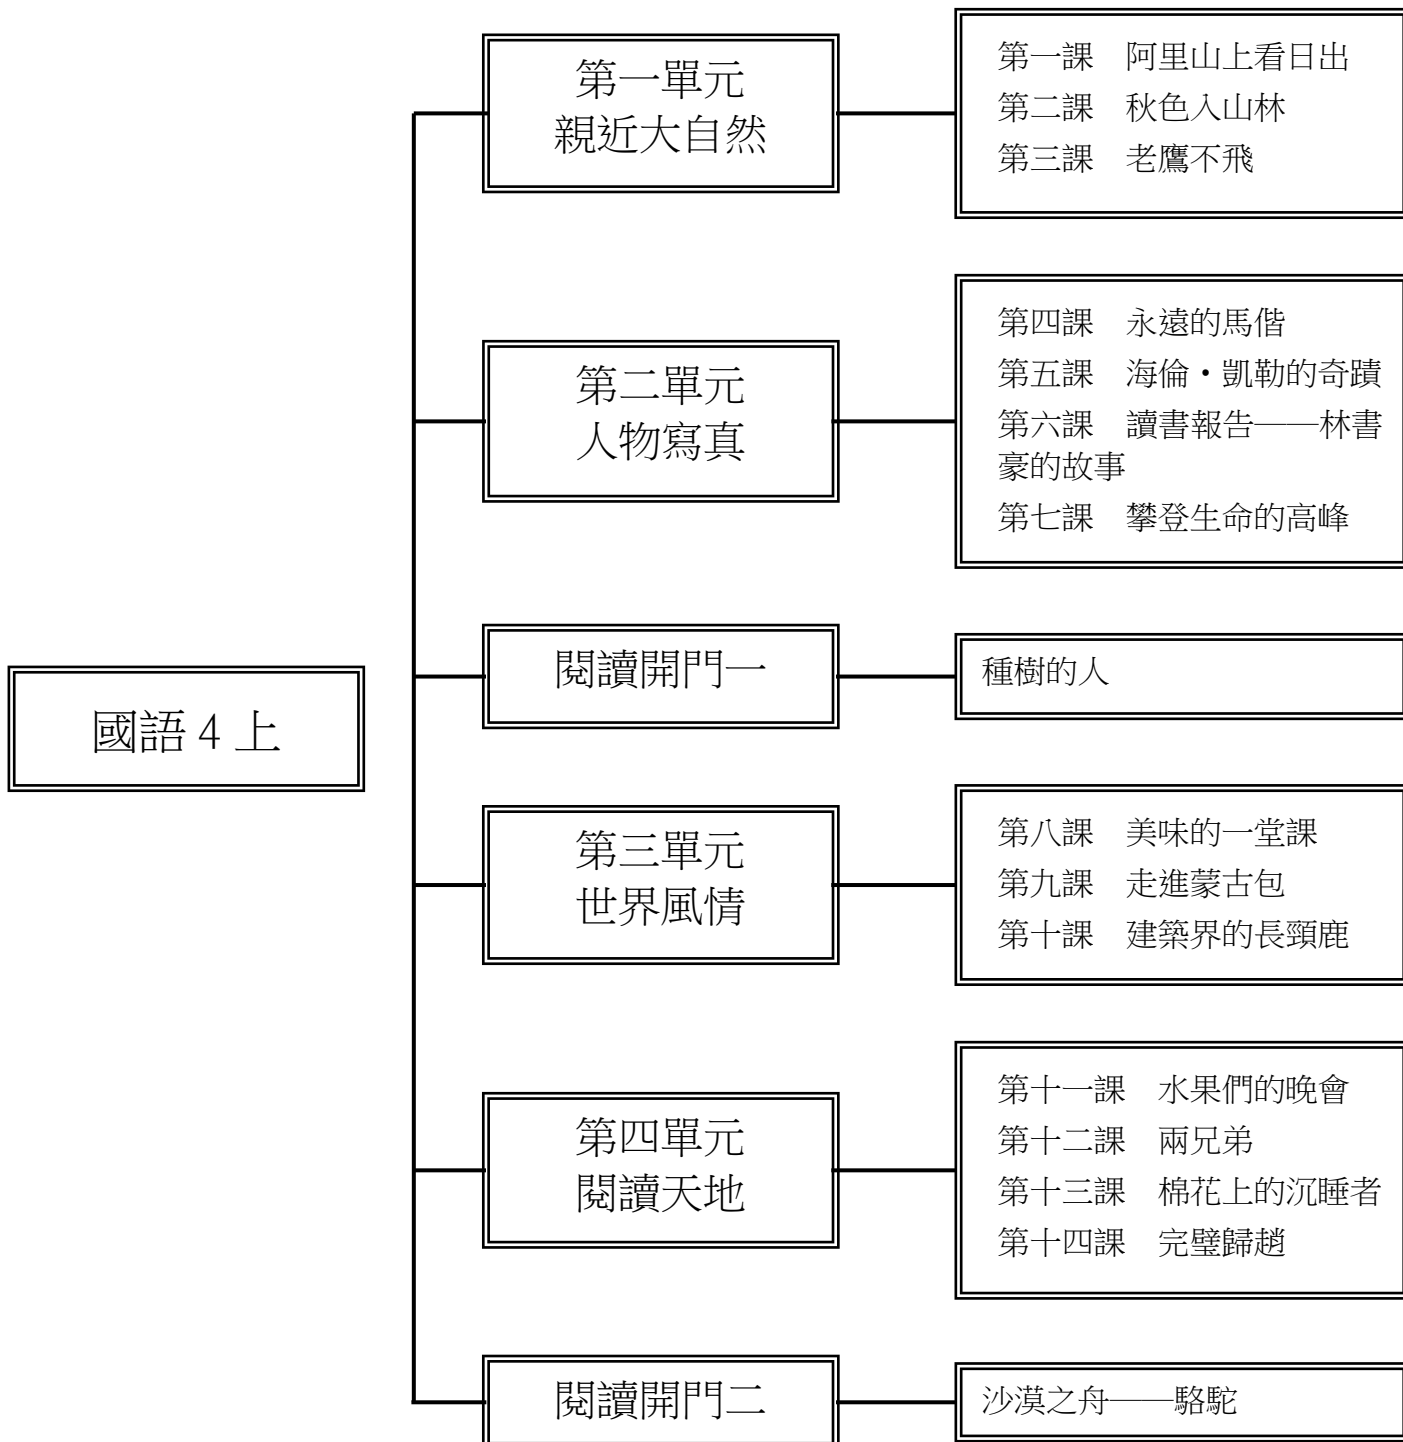 國語 4 上
第一單元
親近大自然
第一課　阿里山上看日出
第二課　秋色入山林
第三課　老鷹不飛
第二單元
人物寫真
第四課　永遠的馬偕
第五課　海倫・凱勒的奇蹟
第六課　讀書報告——林書
豪的故事
第七課　攀登生命的高峰
閱讀開門一
種樹的人
第三單元
世界風情
第八課　美味的一堂課
第九課　走進蒙古包
第十課　建築界的長頸鹿
第四單元
閱讀天地
第十一課　水果們的晚會
第十二課　兩兄弟
第十三課　棉花上的沉睡者
第十四課　完璧歸趙
閱讀開門二
沙漠之舟——駱駝